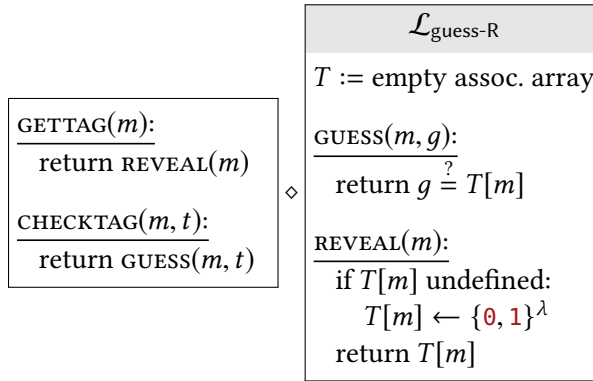 GETTAG(m):
return REVEAL(m)
CHECKTAG(m, t):
return GUESS(m, t)
⋄
𝓛guess-R
T := empty assoc. array
GUESS(m, g):
return g ≟ T[m]
REVEAL(m):
if T[m] undefined:
T[m] ← {0, 1}^λ
return T[m]